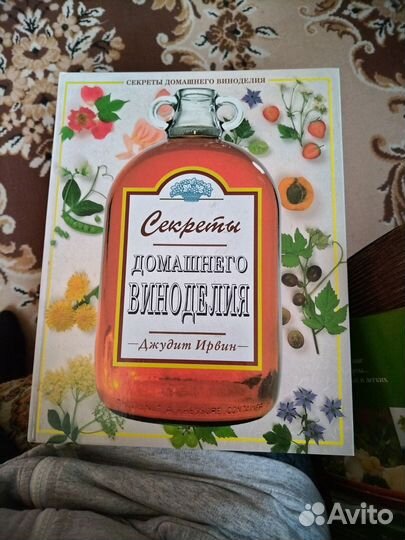 СЕКРЕТЫ ДОМАШНЕГО ВИНОДЕЛИЯ
Секреты
ДОМАШНЕГО
ВИНОДЕЛИЯ
—Джудит Ирвин—
Avito